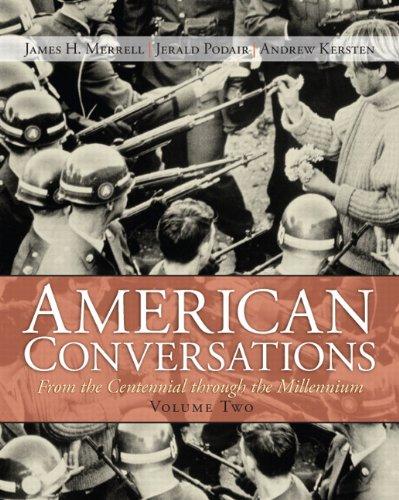 JAMES H. MERRELL | JERALD PODAIR | ANDREW KERSTEN
AMERICAN
CONVERSATIONS
From the Centennial through the Millennium
VOLUME TWO